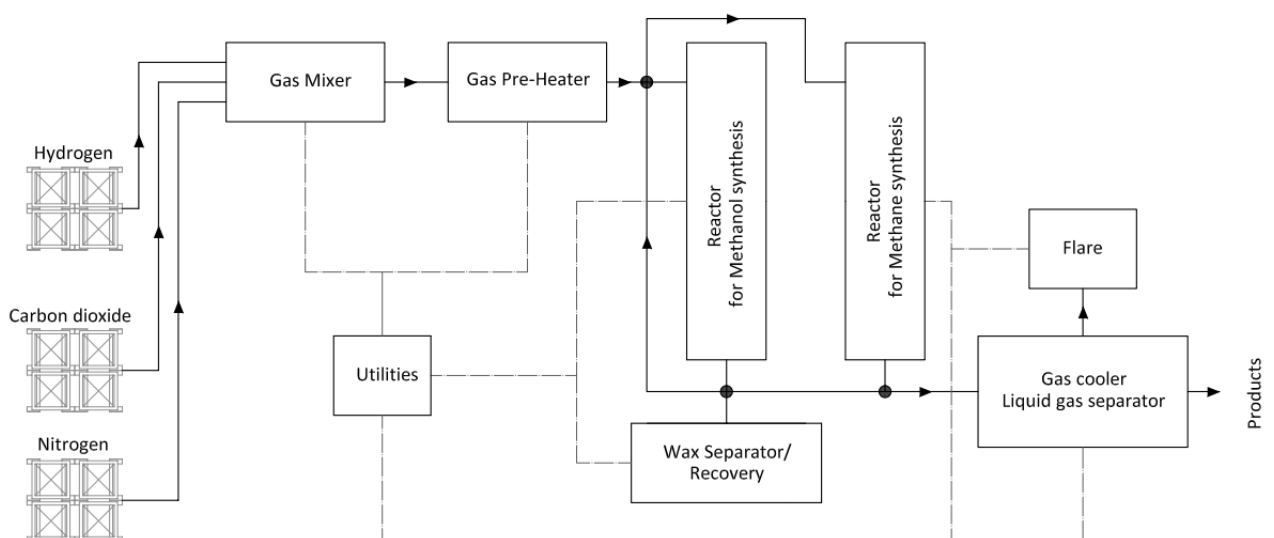 Gas Mixer
Gas Pre-Heater
Hydrogen
Reactor
for Methanol synthesis
Reactor
for Methane synthesis
Flare
Carbon dioxide
Utilities
Gas cooler
Liquid gas separator
Products
Nitrogen
Wax Separator/
Recovery